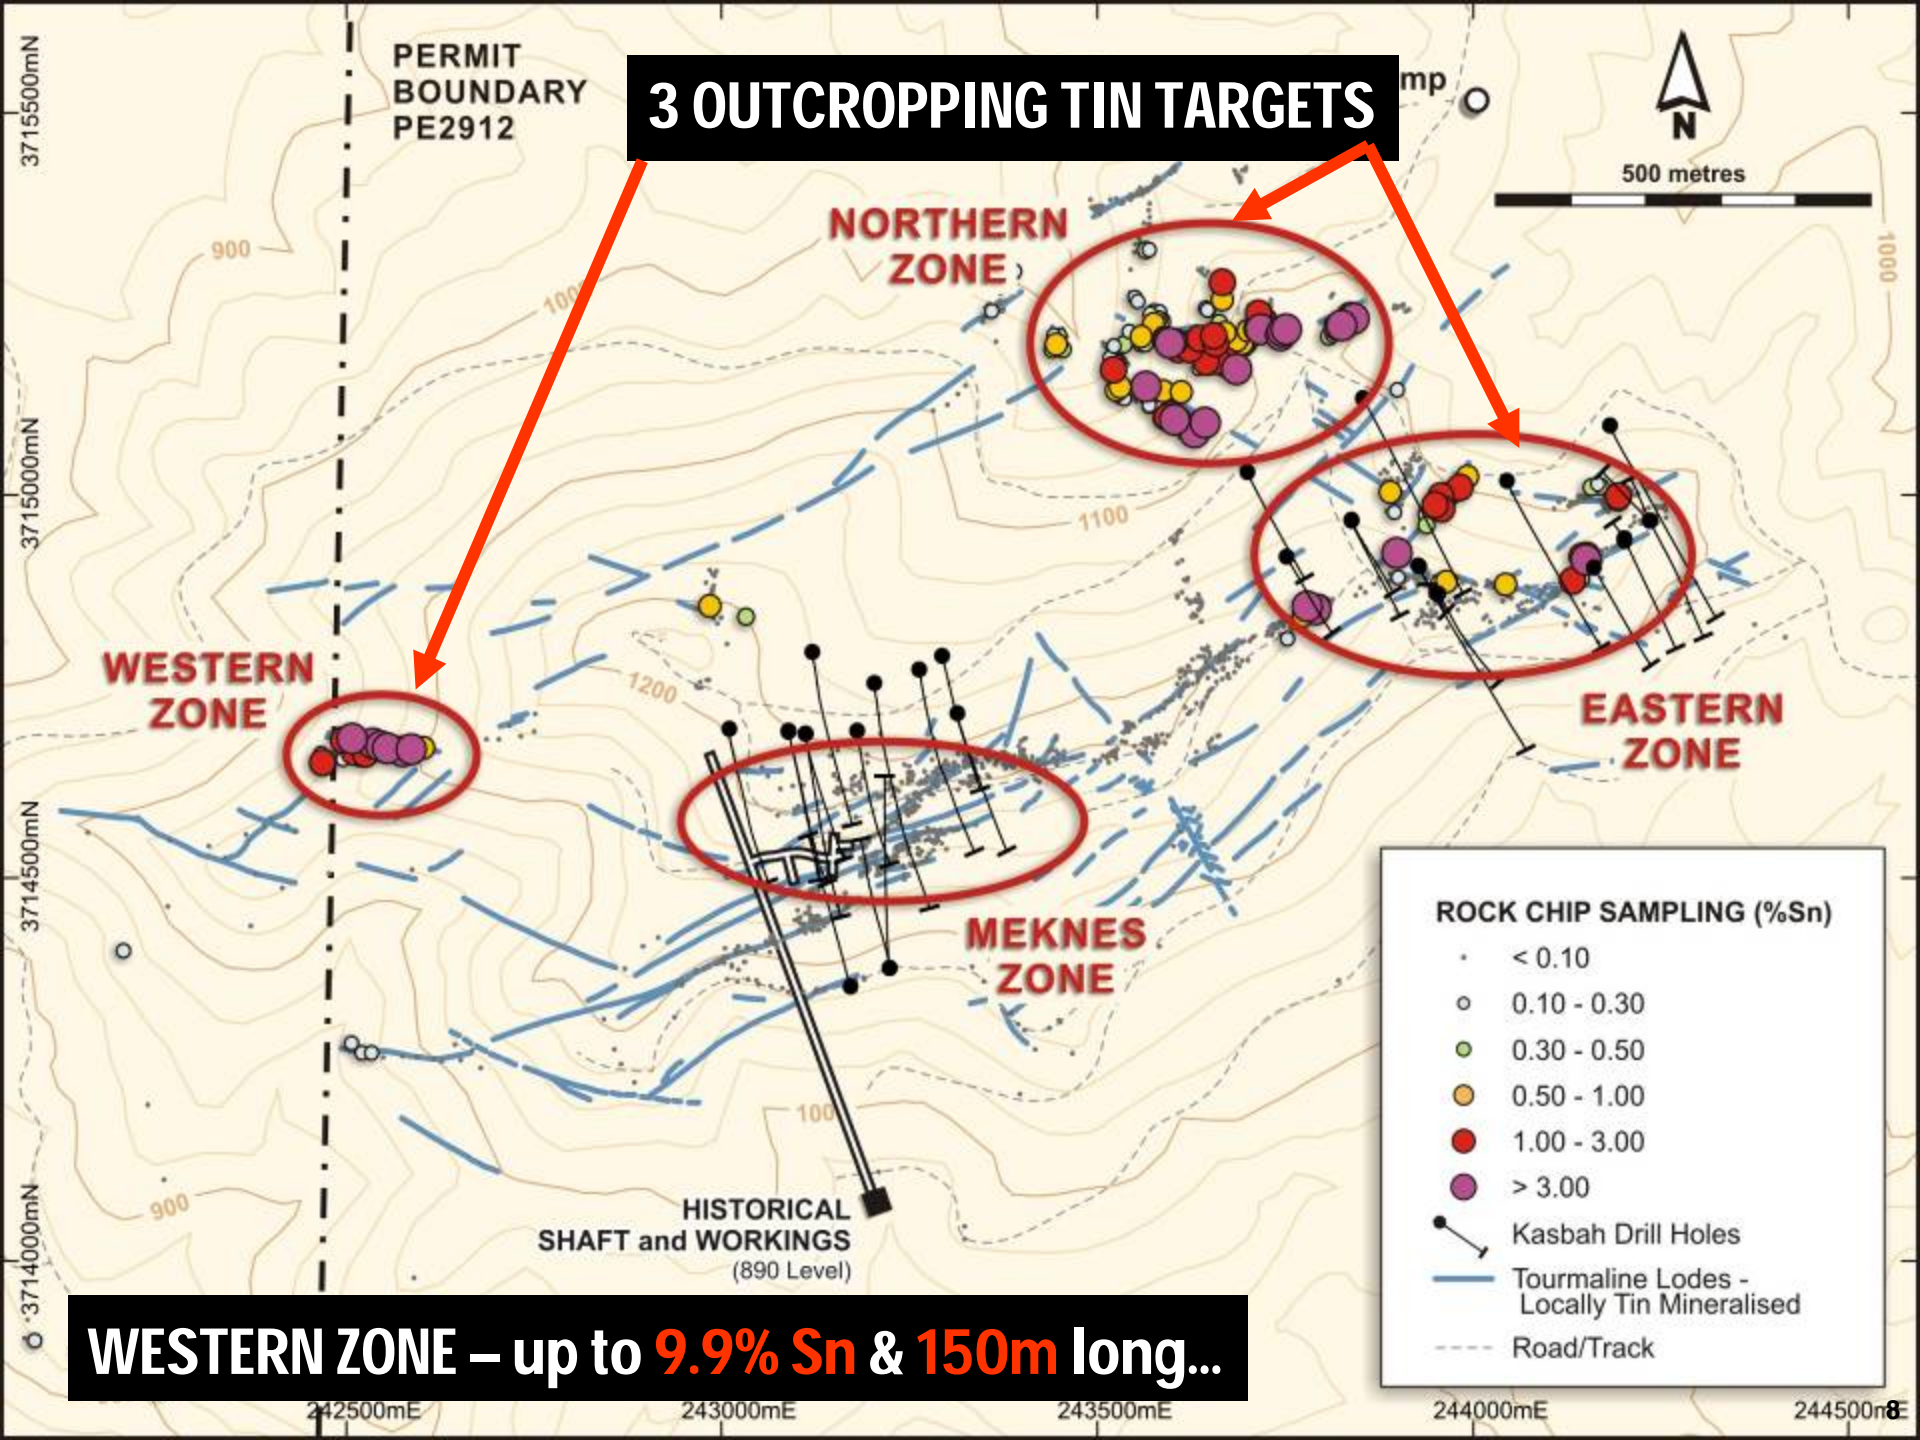 PERMIT
BOUNDARY
PE2912
3 OUTCROPPING TIN TARGETS
mp
N
500 metres
3715500mN
NORTHERN
ZONE
900
100
1000
3715000mN
1100
WESTERN
ZONE
1200
EASTERN
ZONE
3714500mN
MEKNES
ZONE
ROCK CHIP SAMPLING (%Sn)
< 0.10
0.10 - 0.30
0.30 - 0.50
0.50 - 1.00
1.00 - 3.00
> 3.00
Kasbah Drill Holes
Tourmaline Lodes -
Locally Tin Mineralised
Road/Track
100
900
HISTORICAL
SHAFT and WORKINGS
(890 Level)
3714000mN
WESTERN ZONE – up to 9.9% Sn & 150m long...
242500mE
243000mE
243500mE
244000mE
244500mE
8